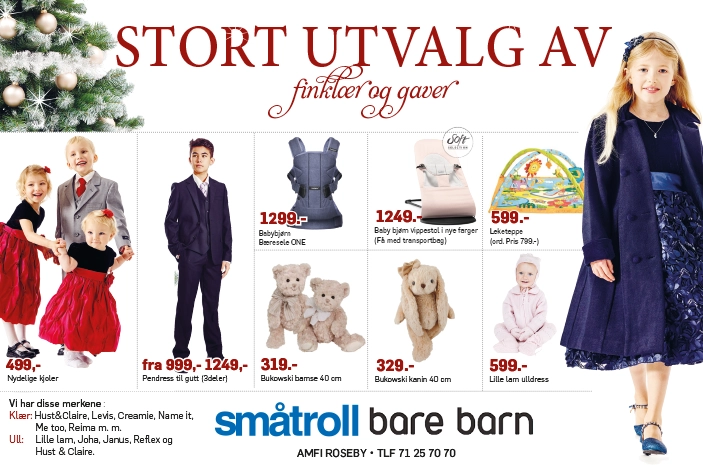 STORT UTVALG AV
finklær og gaver
499,-
Nydelige kjoler
fra 999,- 1249,-
Pendress til gutt (3deler)
1299.-
Babybjørn
Bæresele ONE
Soft
1249.-
Baby bjørn vippestol i nye farger
(Få med transportbag)
599.-
Leketeppe
(ord. Pris 799,-)
319.-
Bukowski bamse 40 cm
329.-
Bukowski kanin 40 cm
599.-
Lille lam ulldress
Vi har disse merkene :
Klær: Hust&Claire, Levis, Creamie, Name it,
Me too, Reima m. m.
Ull: Lille lam, Joha, Janus, Reflex og
Hust & Claire.
småtroll bare barn
AMFI ROSEBY • TLF 71 25 70 70